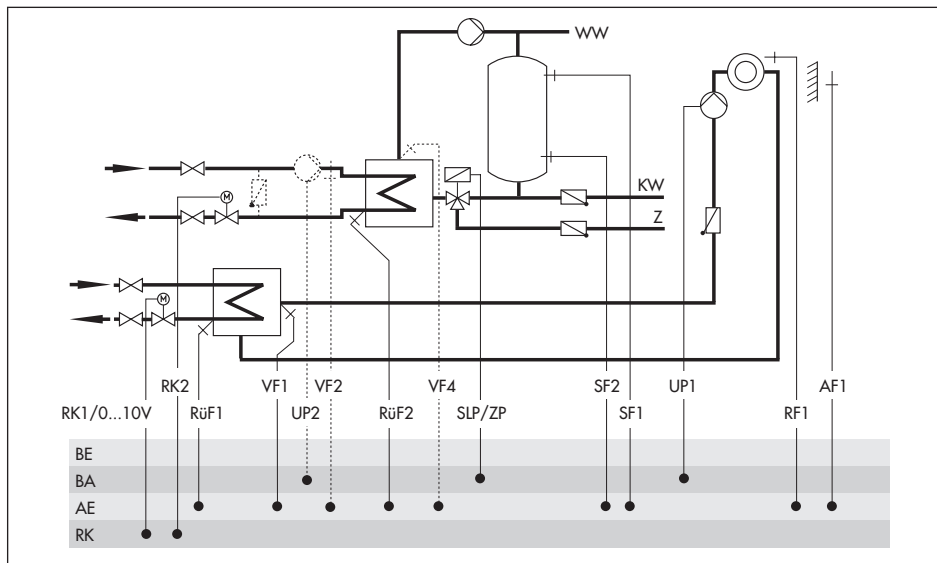 WW
KW
Z
M
M
RK2 VF1 VF2 VF4 SF2 UP1 AF1
RK1/0...10V RüF1 UP2 RüF2 SLP/ZP SF1 RF1
BE
BA
AE
RK